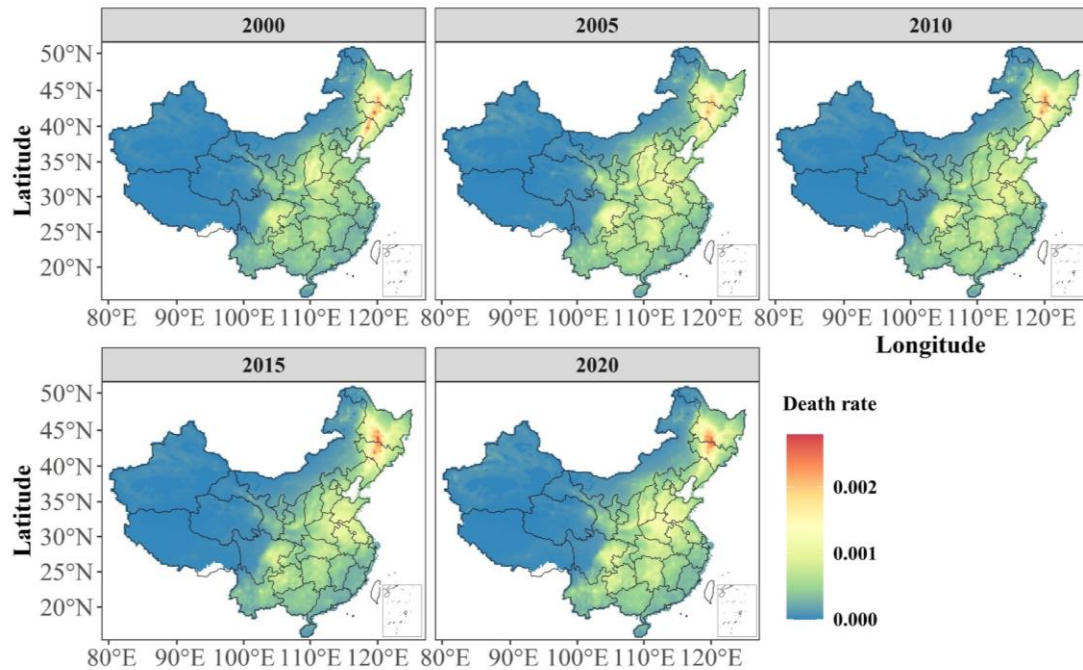 2000 2005 2010
50°N
45°N
40°N
35°N
30°N
25°N
20°N
Latitude
80°E 90°E 100°E 110°E 120°E 80°E 90°E 100°E 110°E 120°E 80°E 90°E 100°E 110°E 120°E
Longitude
2015 2020
50°N
45°N
40°N
35°N
30°N
25°N
20°N
Latitude
80°E 90°E 100°E 110°E 120°E 80°E 90°E 100°E 110°E 120°E
Death rate
0.002
0.001
0.000